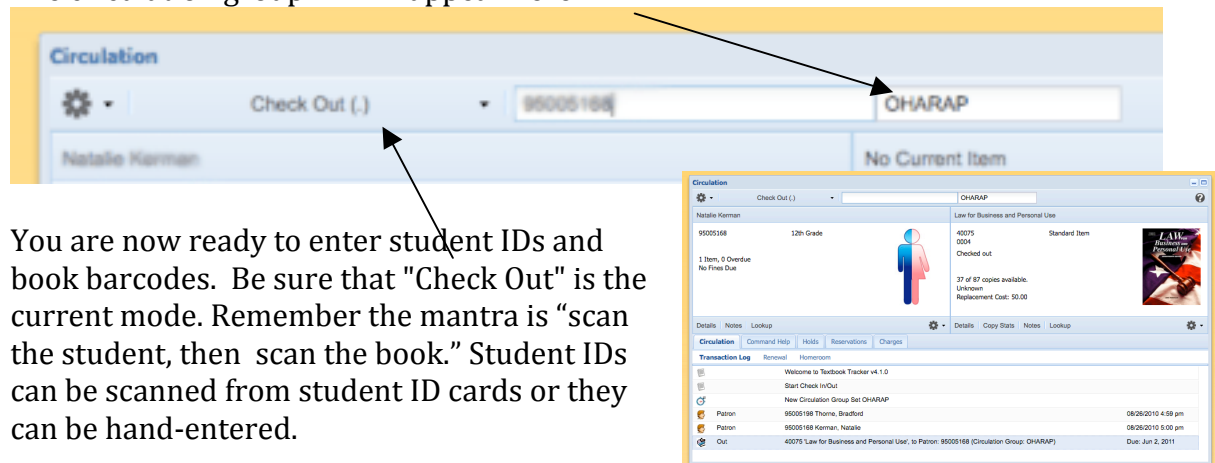 Circulation
Check Out (.)
95005168
OHARAP
Natalie Kerman
No Current Item
You are now ready to enter student IDs and
book barcodes.  Be sure that "Check Out" is the
current mode. Remember the mantra is “scan
the student, then  scan the book.” Student IDs
can be scanned from student ID cards or they
can be hand-entered.
Circulation
Check Out (.)
OHARAP
Natalie Kerman
Law for Business and Personal Use
95005168 12th Grade
1 Item, 0 Overdue
No Fines Due
40075 Standard Item
0004
Checked out
37 of 87 copies available.
Unknown
Replacement Cost: 50.00
LAW
Business and
Personal Use
Details Notes Lookup
Details Copy Stats Notes Lookup
Circulation Command Help Holds Reservations Charges
Transaction Log Renewal Homeroom
Welcome to Textbook Tracker v4.1.0
Start Check In/Out
New Circulation Group Set OHARAP
Patron 95005198 Thorne, Bradford 08/26/2010 4:59 pm
Patron 95005168 Kerman, Natalie 08/26/2010 5:00 pm
Out 40075 'Law for Business and Personal Use', to Patron: 95005168 (Circulation Group: OHARAP) Due: Jun 2, 2011